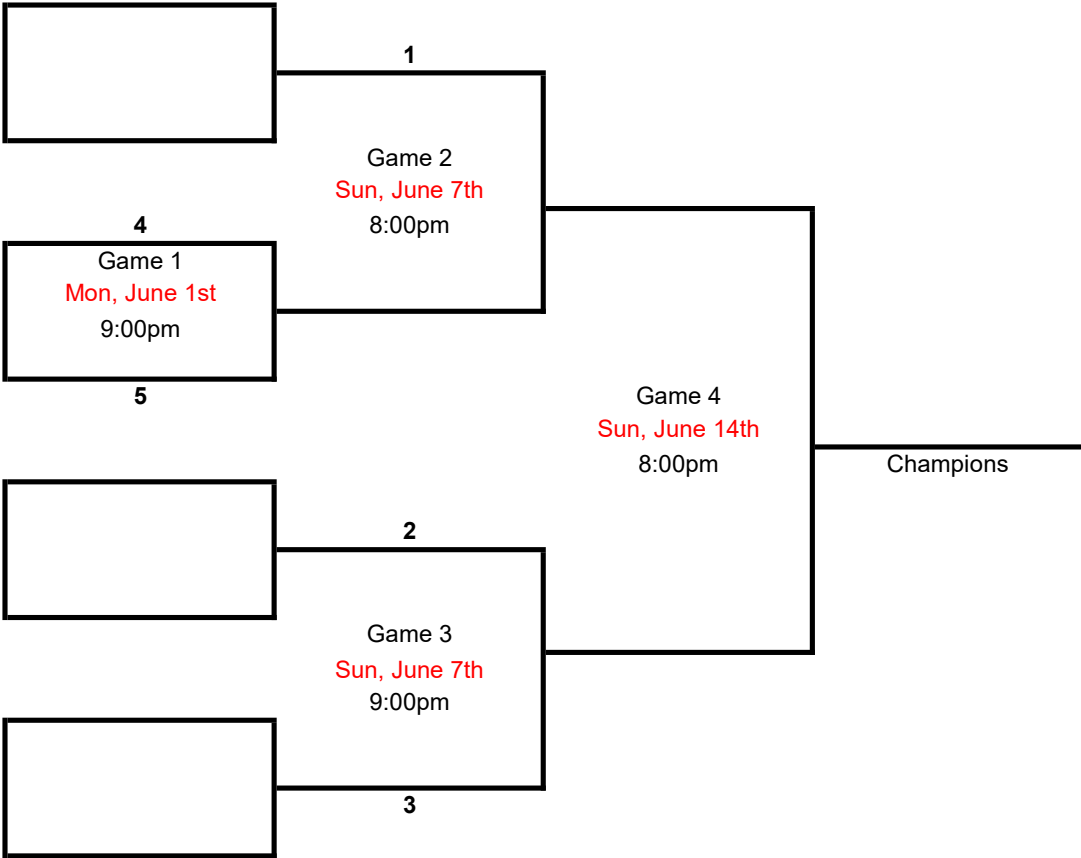 1
Game 2
Sun, June 7th
8:00pm
4
Game 1
Mon, June 1st
9:00pm
5
Game 4
Sun, June 14th
8:00pm
Champions
2
Game 3
Sun, June 7th
9:00pm
3